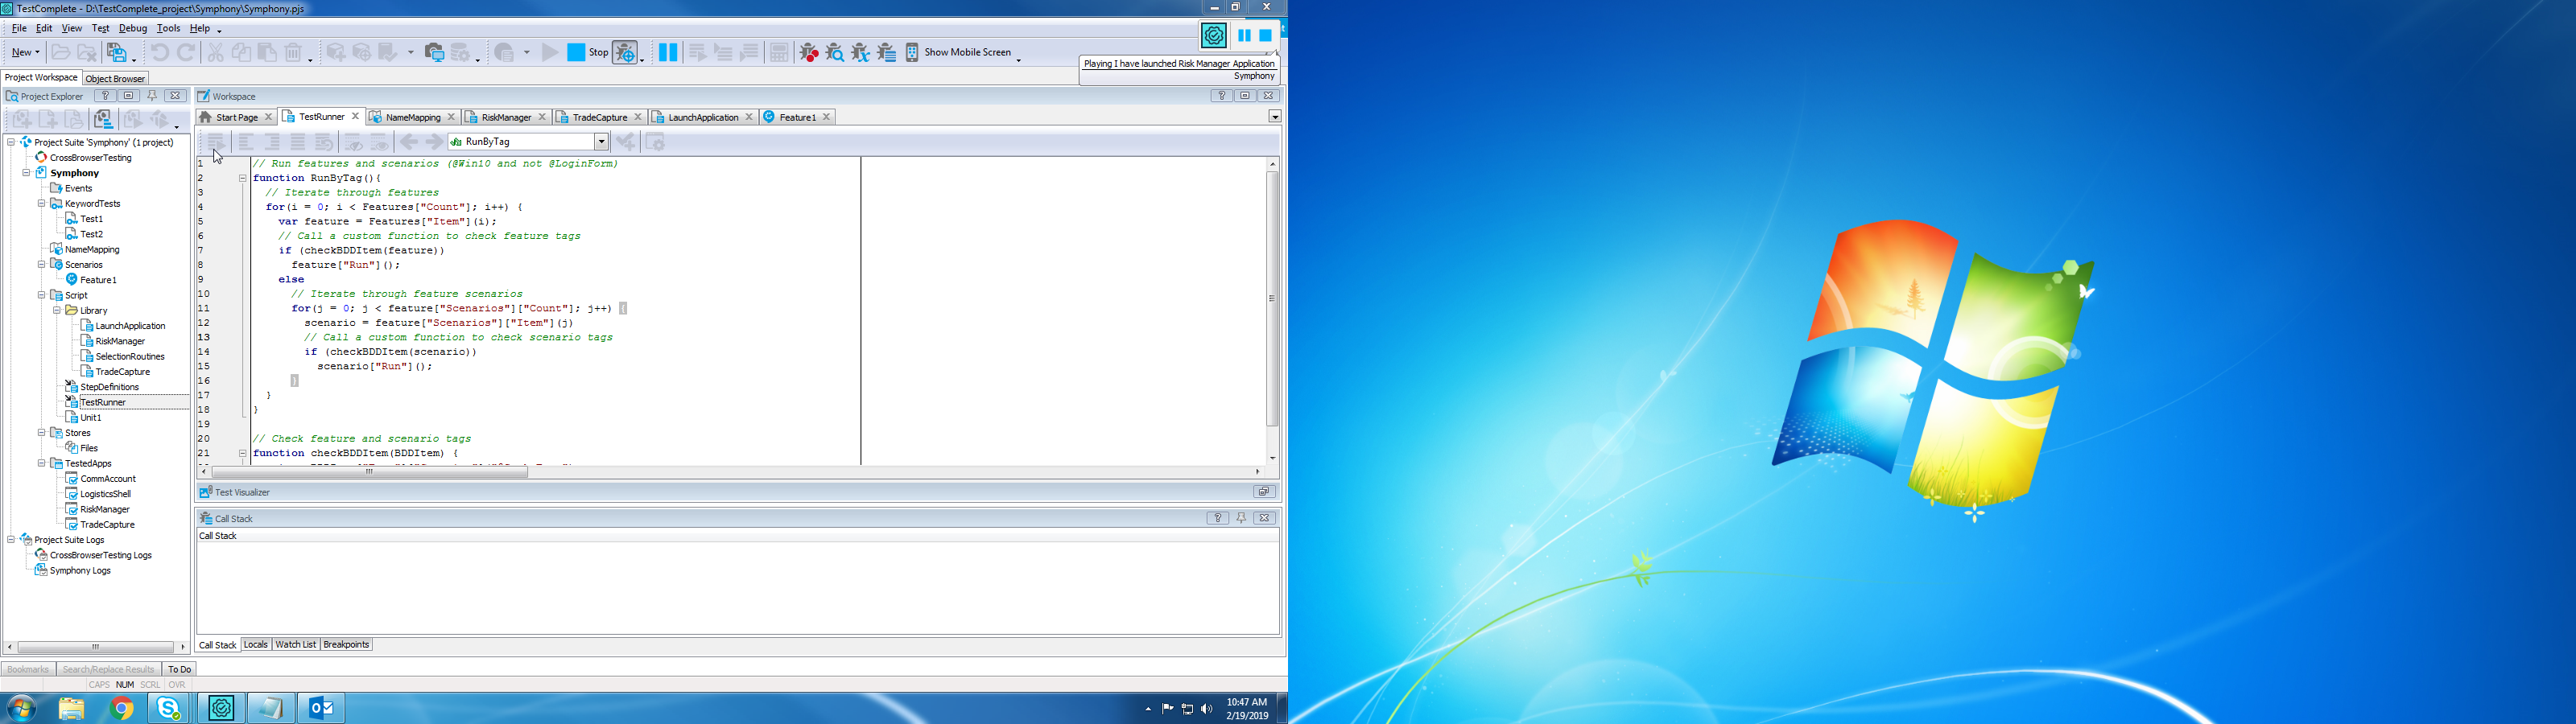 TestComplete - D:\TestComplete_project\Symphony\Symphony.pjs
File Edit View Test Debug Tools Help
New Stop Show Mobile Screen
Playing I have launched Risk Manager Application
Symphony
Project Workspace Object Browser
Project Explorer
Workspace
Start Page TestRunner NameMapping RiskManager TradeCapture LaunchApplication Feature1
RunByTag
Project Suite 'Symphony' (1 project)
CrossBrowserTesting
Symphony
Events
KeywordTests
Test1
Test2
NameMapping
Scenarios
Feature1
Script
Library
LaunchApplication
RiskManager
SelectionRoutines
TradeCapture
StepDefinitions
TestRunner
Unit1
Stores
Files
TestedApps
CommAccount
LogisticsShell
RiskManager
TradeCapture
Project Suite Logs
CrossBrowserTesting Logs
Symphony Logs
1 // Run features and scenarios (@Win10 and not @LoginForm)
2 function RunByTag(){
3 // Iterate through features
4 for(i = 0; i < Features["Count"]; i++) {
5 var feature = Features["Item"](i);
6 // Call a custom function to check feature tags
7 if (checkBDDItem(feature))
8 feature["Run"]();
9 else
10 // Iterate through feature scenarios
11 for(j = 0; j < feature["Scenarios"]["Count"]; j++) {
12 scenario = feature["Scenarios"]["Item"](j)
13 // Call a custom function to check scenario tags
14 if (checkBDDItem(scenario))
15 scenario["Run"]();
16 }
17 }
18 }
19
20 // Check feature and scenario tags
21 function checkBDDItem(BDDItem) {
Test Visualizer
Call Stack
Call Stack
Call Stack Locals Watch List Breakpoints
Bookmarks Search/Replace Results To Do
CAPS NUM SCRL OVR
10:47 AM
2/19/2019